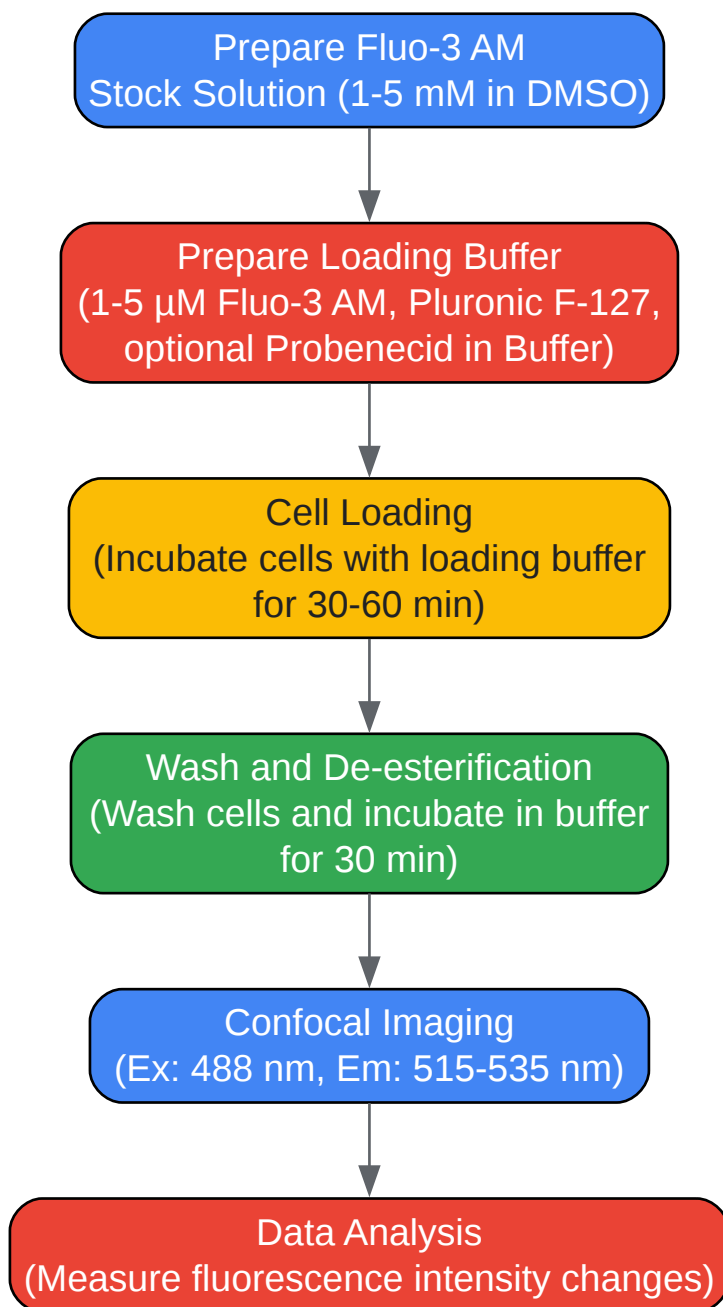 Prepare Fluo-3 AM
Stock Solution (1-5 mM in DMSO)
Prepare Loading Buffer
(1-5 µM Fluo-3 AM, Pluronic F-127,
optional Probenecid in Buffer)
Cell Loading
(Incubate cells with loading buffer
for 30-60 min)
Wash and De-esterification
(Wash cells and incubate in buffer
for 30 min)
Confocal Imaging
(Ex: 488 nm, Em: 515-535 nm)
Data Analysis
(Measure fluorescence intensity changes)